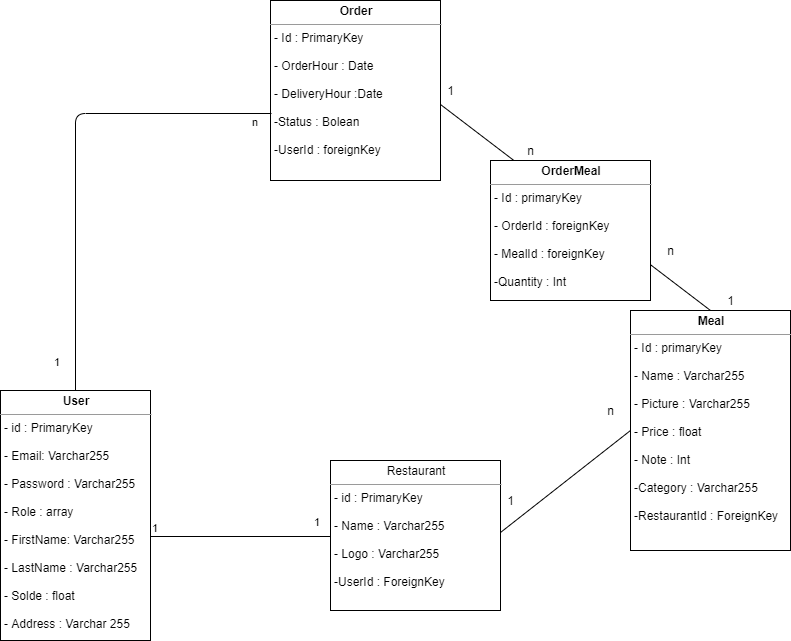 Order
- Id : PrimaryKey
- OrderHour : Date
- DeliveryHour :Date
-Status : Bolean
-UserId : foreignKey
1
n
n
OrderMeal
- Id : primaryKey
- OrderId : foreignKey
- MealId : foreignKey
-Quantity : Int
n
1
Meal
- Id : primaryKey
- Name : Varchar255
- Picture : Varchar255
- Price : float
- Note : Int
-Category : Varchar255
-RestaurantId : ForeignKey
1
User
- id : PrimaryKey
- Email: Varchar255
- Password : Varchar255
- Role : array
- FirstName: Varchar255
- LastName : Varchar255
- Solde : float
- Address : Varchar 255
1
1
Restaurant
- id : PrimaryKey
- Name : Varchar255
- Logo : Varchar255
-UserId : ForeignKey
1
n